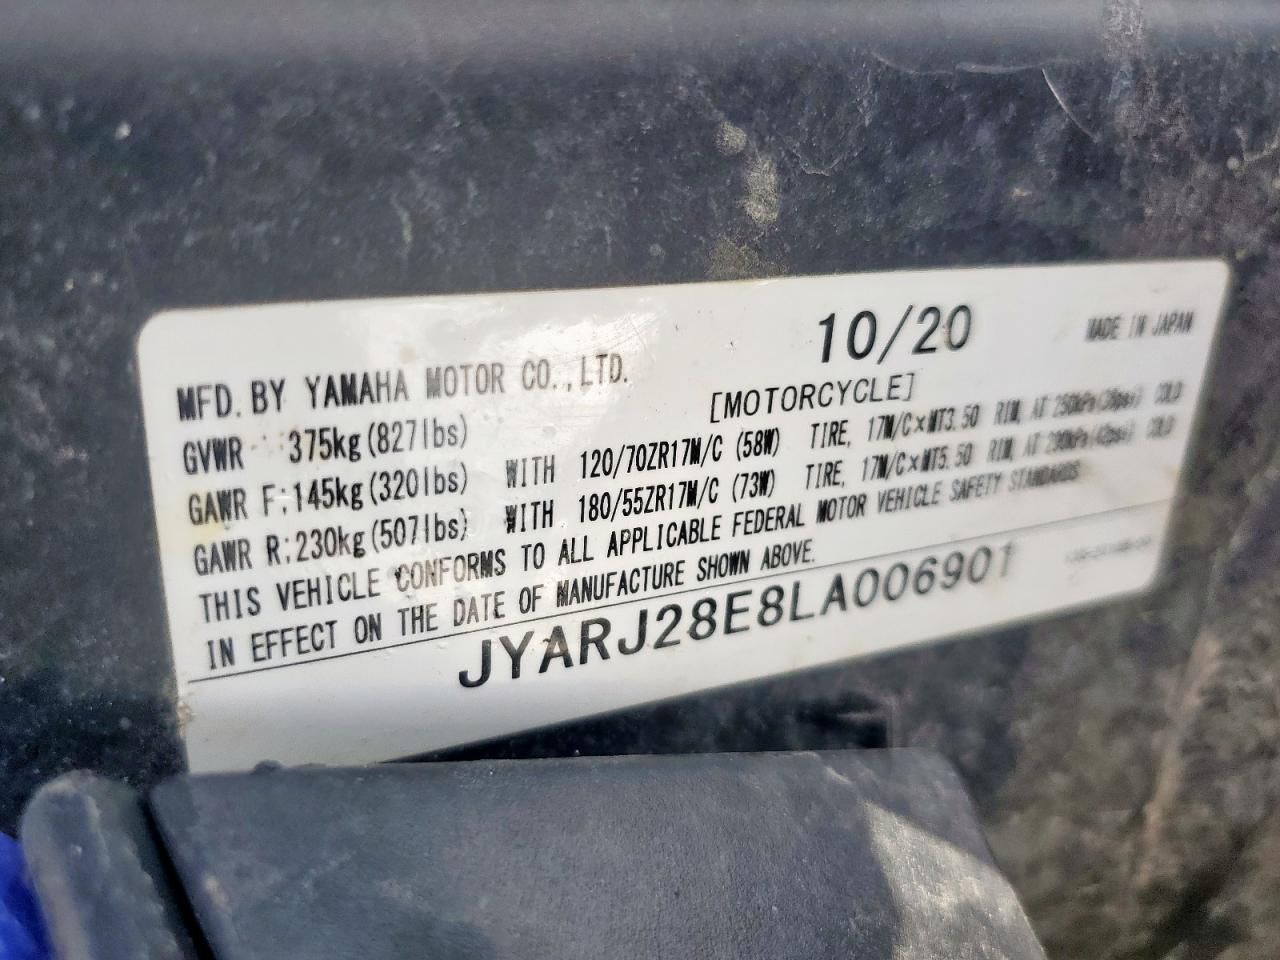 10/20 MADE IN JAPAN
MFD. BY YAMAHA MOTOR CO., LTD. [MOTORCYCLE]
GVWR 375kg(827lbs)
GAWR F:145kg(320lbs) WITH 120/70ZR17M/C (58W) TIRE, 17M/C×MT3.50 RIM, AT 250kPa(36psi) COLD
GAWR R:230kg(507lbs) WITH 180/55ZR17M/C (73W) TIRE, 17M/C×MT5.50 RIM, AT 290kPa(42psi) COLD
THIS VEHICLE CONFORMS TO ALL APPLICABLE FEDERAL MOTOR VEHICLE SAFETY STANDARDS
IN EFFECT ON THE DATE OF MANUFACTURE SHOWN ABOVE.
JYARJ28E8LA006901